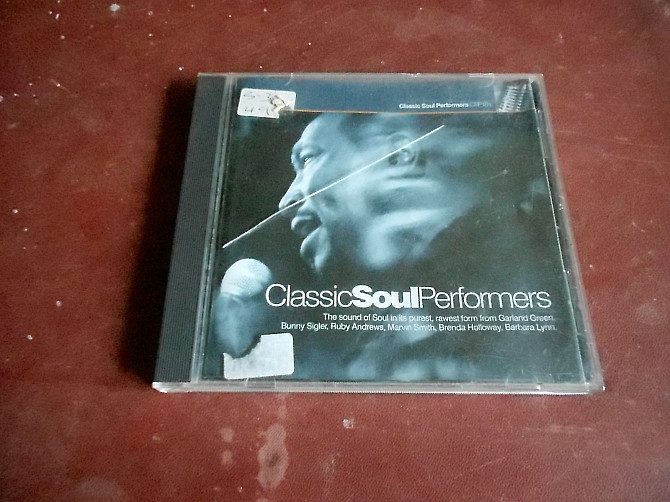 Classic Soul Performers
ClassicSoulPerformers
The sound of Soul in its purest, rawest form from Garland Green,
Bunny Sigler, Ruby Andrews, Marvin Smith, Brenda Holloway, Barbara Lynn.